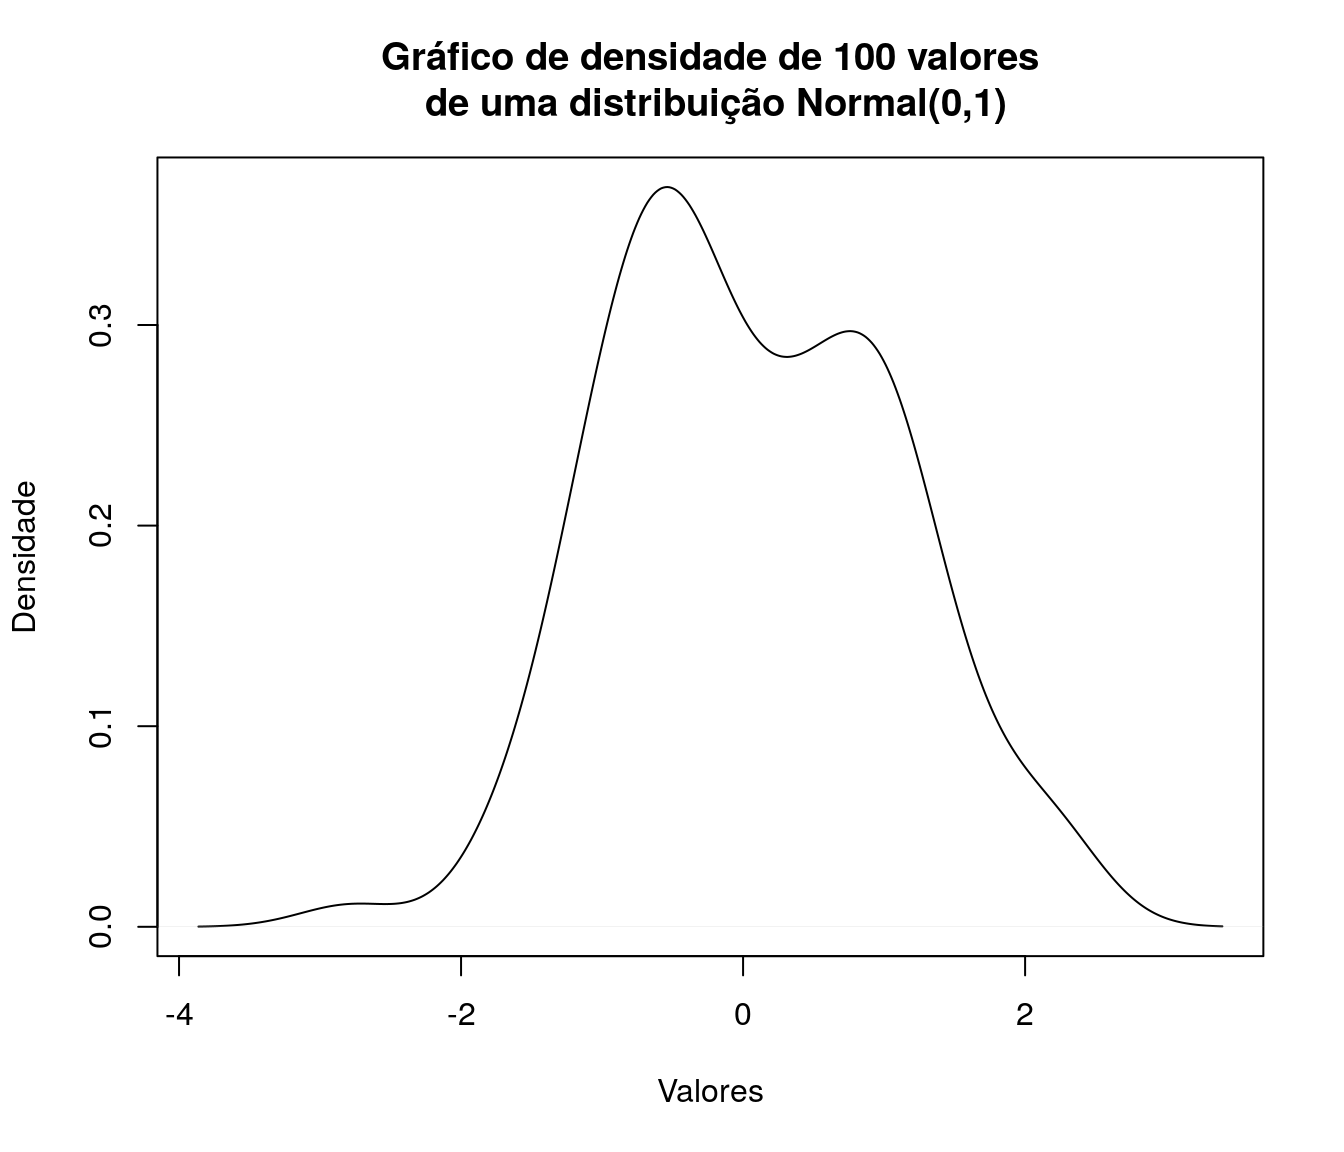 Gráfico de densidade de 100 valores
de uma distribuição Normal(0,1)
Densidade
0.3
0.2
0.1
0.0
-4 -2 0 2
Valores